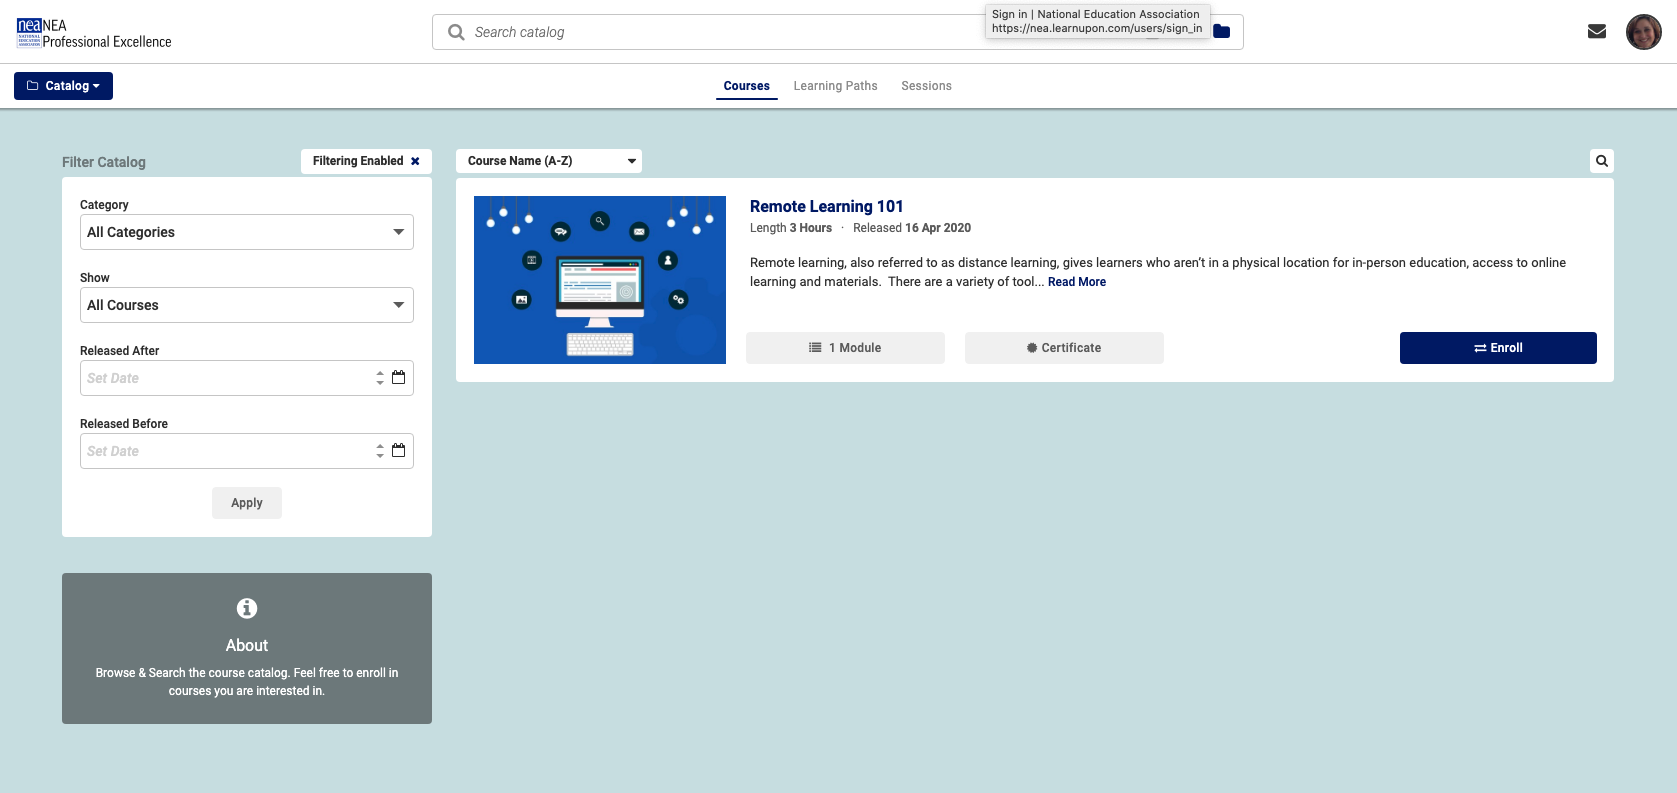 nea NEA
NATIONAL EDUCATION ASSOCIATION
Professional Excellence
Search catalog
Sign in | National Education Association
https://nea.learnupon.com/users/sign_in
Catalog
Courses
Learning Paths
Sessions
Filter Catalog
Filtering Enabled
Category
All Categories
Show
All Courses
Released After
Set Date
Released Before
Set Date
Apply
About
Browse & Search the course catalog. Feel free to enroll in
courses you are interested in.
Course Name (A-Z)
Remote Learning 101
Length 3 Hours · Released 16 Apr 2020
Remote learning, also referred to as distance learning, gives learners who aren’t in a physical location for in-person education, access to online
learning and materials.  There are a variety of tool... Read More
1 Module
Certificate
Enroll